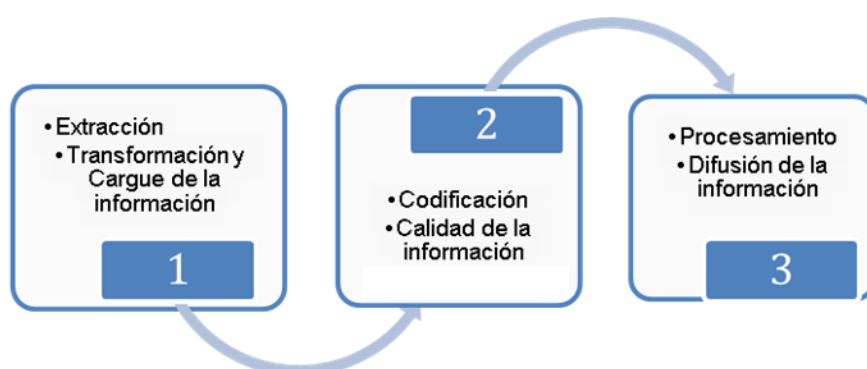 • Extracción
• Transformación y
Cargue de la
información
1
2
• Codificación
• Calidad de la
información
• Procesamiento
• Difusión de la
información
3